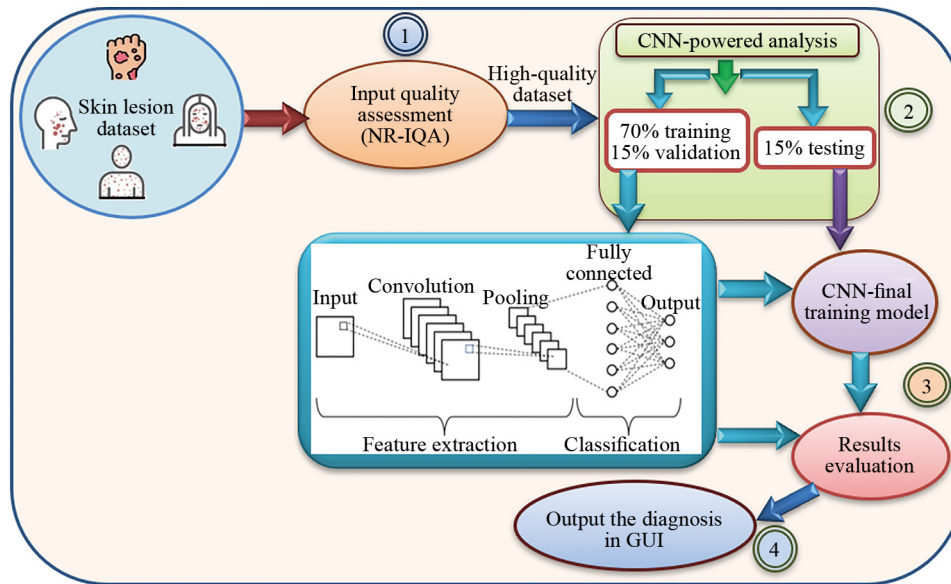 1
CNN-powered analysis
Skin lesion
dataset
Input quality
assessment
(NR-IQA)
High-quality
dataset
2
70% training
15% validation
15% testing
Input
Convolution
Pooling
Fully
connected
Output
Feature extraction
Classification
CNN-final
training model
3
Results
evaluation
Output the diagnosis
in GUI
4